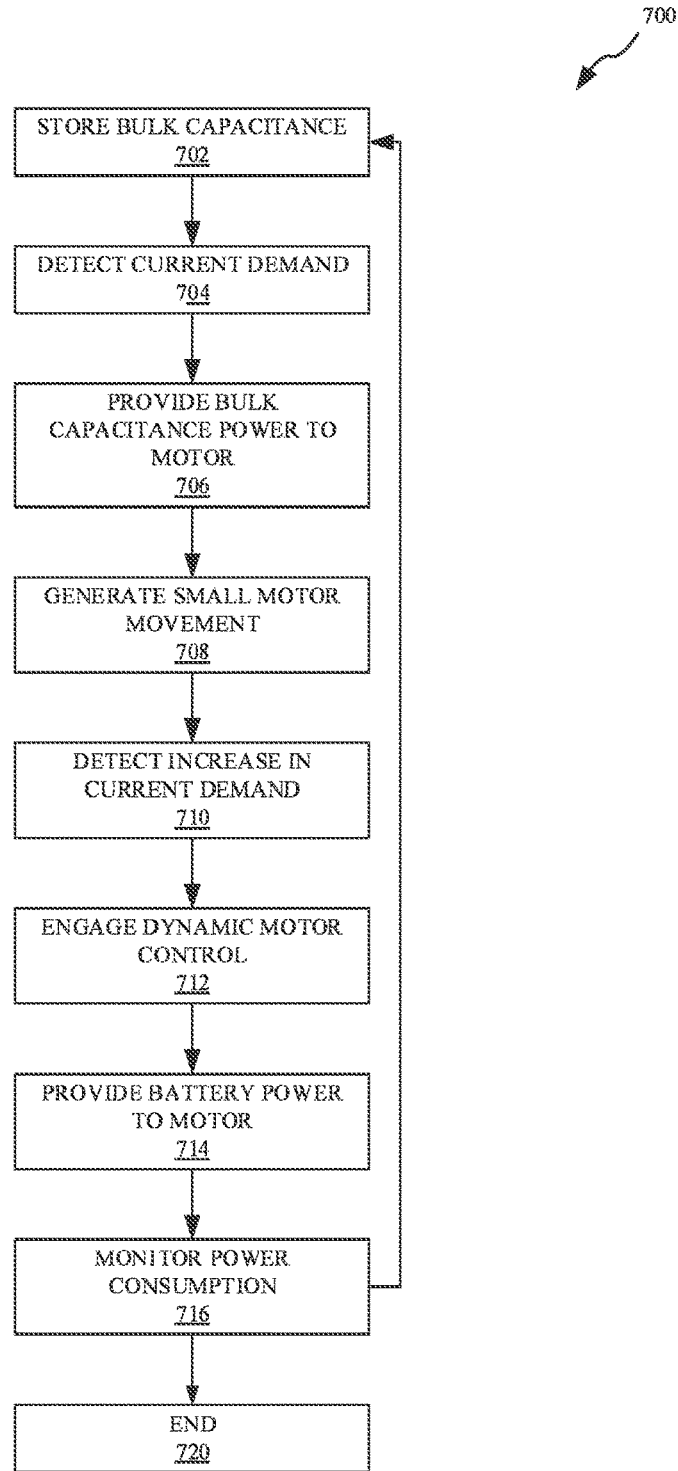 700
STORE BULK CAPACITANCE
702
DETECT CURRENT DEMAND
704
PROVIDE BULK
CAPACITANCE POWER TO
MOTOR
706
GENERATE SMALL MOTOR
MOVEMENT
708
DETECT INCREASE IN
CURRENT DEMAND
710
ENGAGE DYNAMIC MOTOR
CONTROL
712
PROVIDE BATTERY POWER
TO MOTOR
714
MONITOR POWER
CONSUMPTION
716
END
720